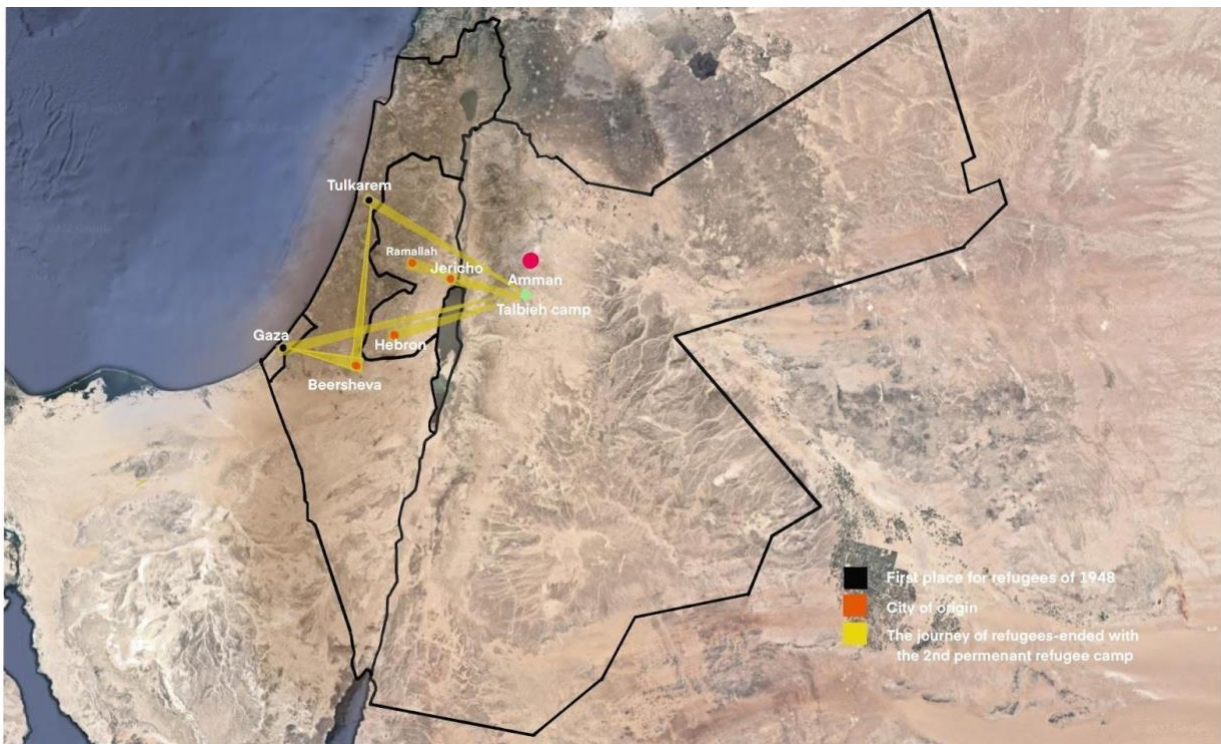 Tulkarem
Ramallah
Jericho
Amman
Talbieh camp
Gaza
Hebron
Beersheva
First place for refugees of 1948
City of origin
The journey of refugees-ended with
the 2nd permenant refugee camp